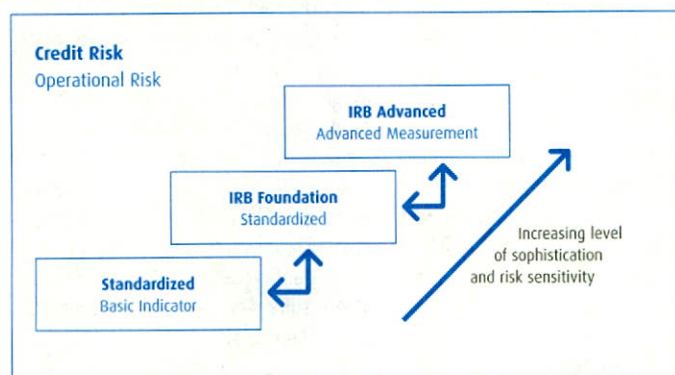 Credit Risk
Operational Risk
IRB Advanced
Advanced Measurement
IRB Foundation
Standardized
Standardized
Basic Indicator
Increasing level
of sophistication
and risk sensitivity